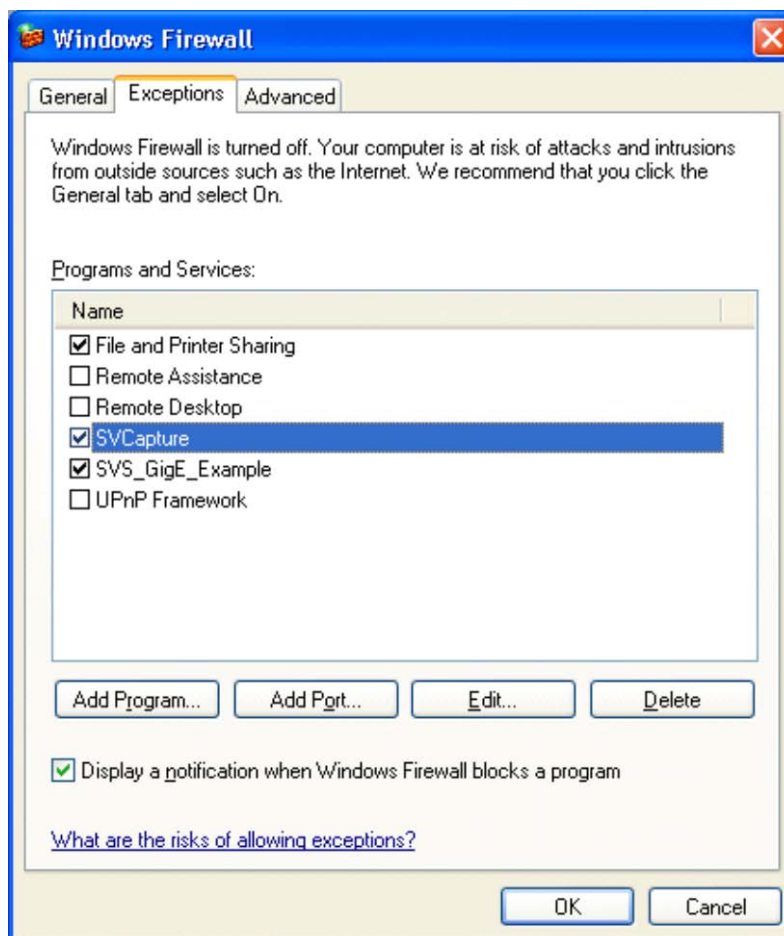 Windows Firewall
General Exceptions Advanced
Windows Firewall is turned off. Your computer is at risk of attacks and intrusions
from outside sources such as the Internet. We recommend that you click the
General tab and select On.
Programs and Services:
Name
File and Printer Sharing
Remote Assistance
Remote Desktop
SVCapture
SVS_GigE_Example
UPnP Framework
Add Program... Add Port... Edit... Delete
Display a notification when Windows Firewall blocks a program
What are the risks of allowing exceptions?
OK Cancel